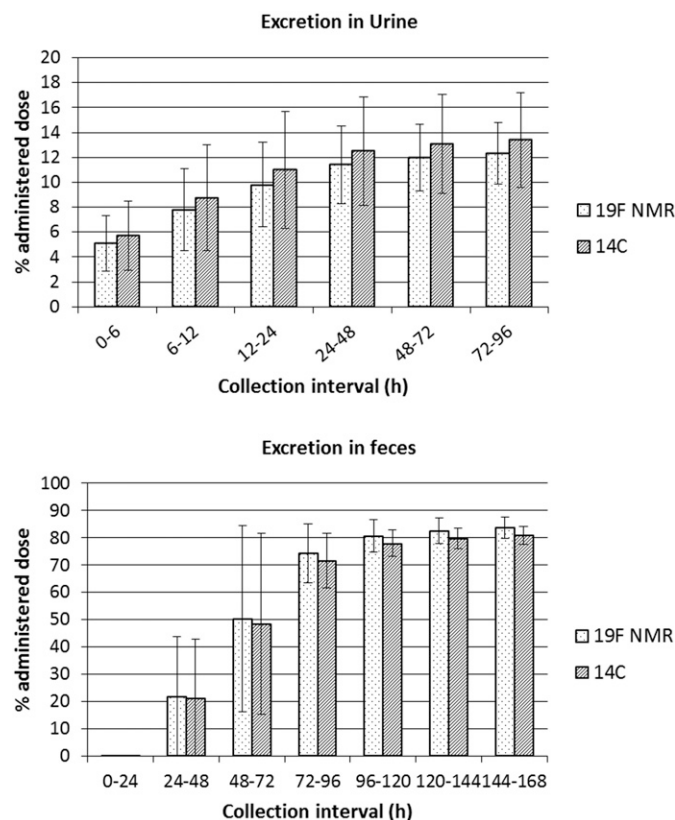 Excretion in Urine
20
18
16
14
12
10
8
6
4
2
0
% administered dose
0-6
6-12
12-24
24-48
48-72
72-96
Collection interval (h)
19F NMR
14C
Excretion in feces
100
90
80
70
60
50
40
30
20
10
0
% administered dose
0-24 24-48 48-72 72-96 96-120 120-144 144-168
Collection interval (h)
19F NMR
14C